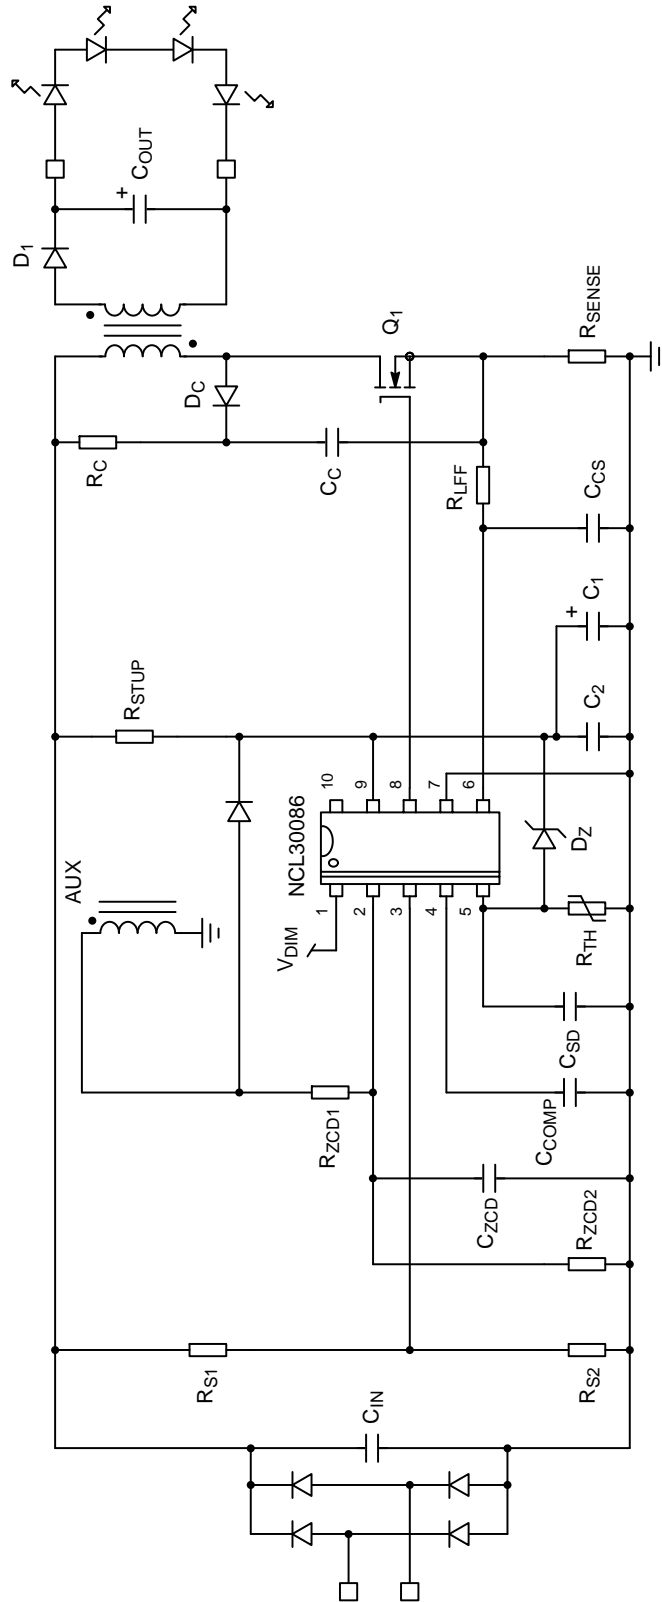 D1
COUT
+
RC
DC
CC
Q1
RSENSE
RLFF
CCS
C1
+
C2
RSTUP
AUX
NCL30086
10
9
8
7
6
1
2
3
4
5
VDIM
DZ
RTH
CSD
CCOMP
RZCD1
CZCD
RZCD2
RS1
RS2
CIN